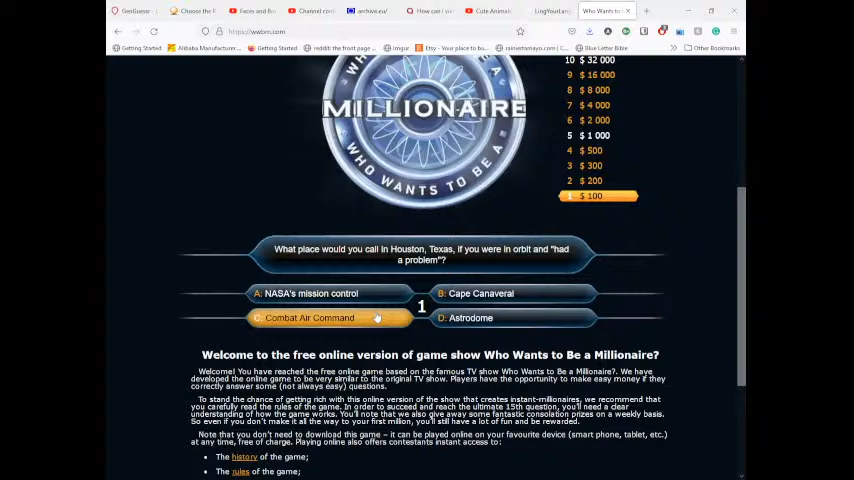 GeoGuessr
Choose the F
Faces and Bo
Channel cont
archive.eu/
How can I vie
Cute Animals
LingYourLang
Who Wants to
https://wwbm.com
Getting Started
Alibaba Manufacturer...
Getting Started
reddit: the front page...
Imgur
Etsy - Your place to bu...
rainiertamayo.com...
Blue Letter Bible
Other Bookmarks
MILLIONAIRE
WHO WANTS TO BE A
10 $ 32 000
9 $ 16 000
8 $ 8 000
7 $ 4 000
6 $ 2 000
5 $ 1 000
4 $ 500
3 $ 300
2 $ 200
1 $ 100
What place would you call in Houston, Texas, if you were in orbit and "had
a problem"?
A: NASA's mission control
B: Cape Canaveral
1
C: Combat Air Command
D: Astrodome
Welcome to the free online version of game show Who Wants to Be a Millionaire?
Welcome! You have reached the free online game based on the famous TV show Who Wants to Be a Millionaire?. We
have developed the online game to be very similar to the original TV show. Players have the opportunity to make easy money if they
correctly answer some (not always easy) questions.
To stand the chance of getting rich with this online version of the show that creates instant-millionaires, we recommend that
you carefully read the rules of the game. In order to succeed and reach the ultimate 15th question, you'll need a clear
understanding of how the game works. You'll note that we also give away some fantastic consolation prizes on a weekly basis.
So even if you don't make it all the way to your first million, you'll still have a lot of fun and be rewarded.
Note that you don't need to download this game – it can be played online on your favourite device (smart phone, tablet, etc.)
at any time, free of charge. Playing online also offers contestants instant access to:
The history of the game;
The rules of the game;